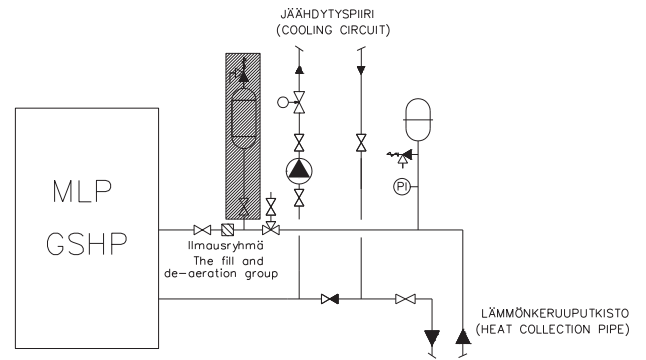 JÄÄHDYTYSPIIRI
(COOLING CIRCUIT)
MLP
GSHP
PI
Ilmausryhmä
The fill and
de-aeration group
LÄMMÖNKERUUPUTKISTO
(HEAT COLLECTION PIPE)